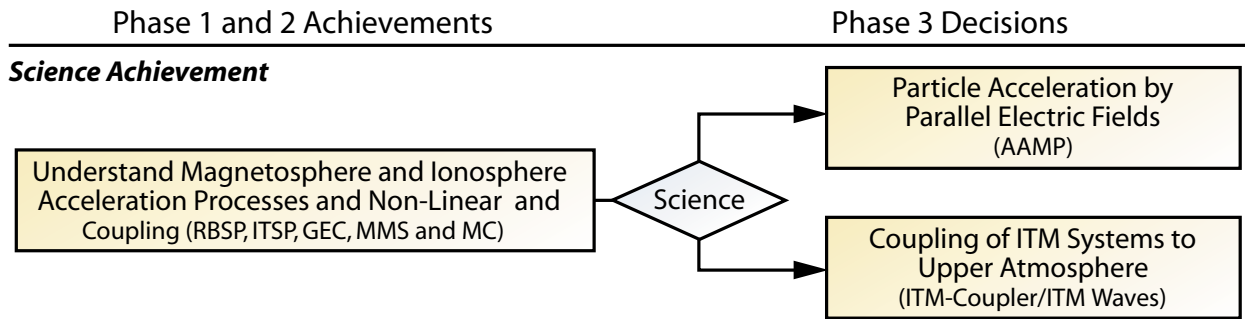 Phase 1 and 2 Achievements
Phase 3 Decisions
Science Achievement
Understand Magnetosphere and Ionosphere
Acceleration Processes and Non-Linear and
Coupling (RBSP, ITSP, GEC, MMS and MC)
Science
Particle Acceleration by
Parallel Electric Fields
(AAMP)
Coupling of ITM Systems to
Upper Atmosphere
(ITM-Coupler/ITM Waves)